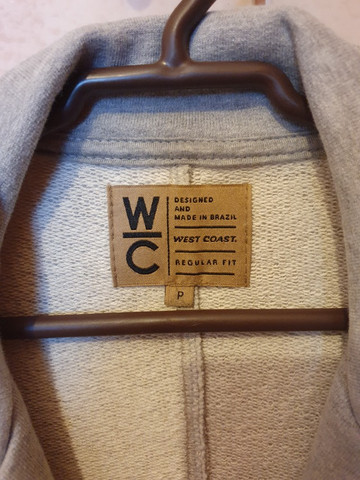 W
C
DESIGNED
AND
MADE IN BRAZIL
WEST COAST.
REGULAR FIT
P